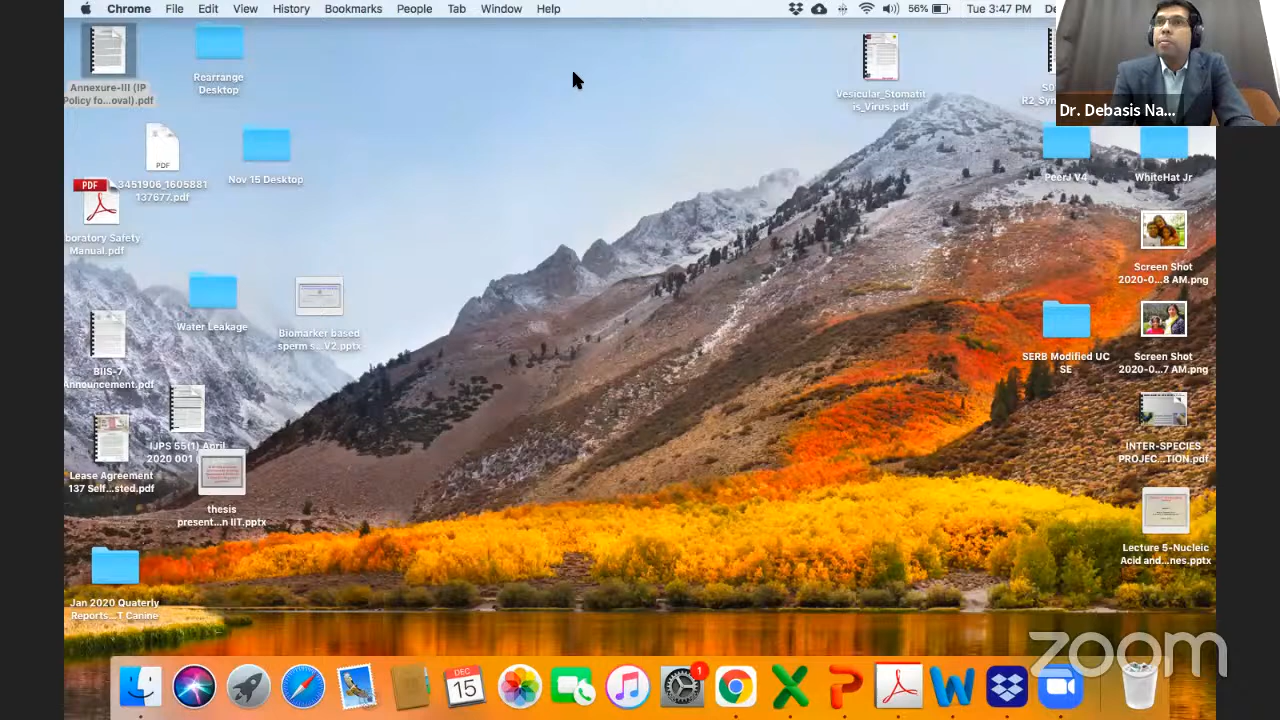 Chrome File Edit View History Bookmarks People Tab Window Help 56% Tue 3:47 PM
Dr. Debasis Na...
Annexure-III (IP
Policy fo...oval).pdf
Rearrange
Desktop
Vesicular_Stomatit
is_Virus.pdf
R2_Syn
PDF
3451906_1605881
137677.pdf
Nov 15 Desktop
PeerJ V4
WhiteHat Jr
PDF
boratory Safety
Manual.pdf
Screen Shot
2020-0...8 AM.png
Water Leakage
Biomarker based
sperm s...V2.pptx
BIIS-7
Announcement.pdf
SERB Modified UC
SE
Screen Shot
2020-0...7 AM.png
IJPS 55(1) April
2020 001
Lease Agreement
137 Self...sted.pdf
INTER-SPECIES
PROJEC...TION.pdf
thesis
present...n IIT.pptx
Lecture 5-Nucleic
Acid and...nes.pptx
Jan 2020 Quaterly
Reports...T Canine
DEC
15
1
zoom